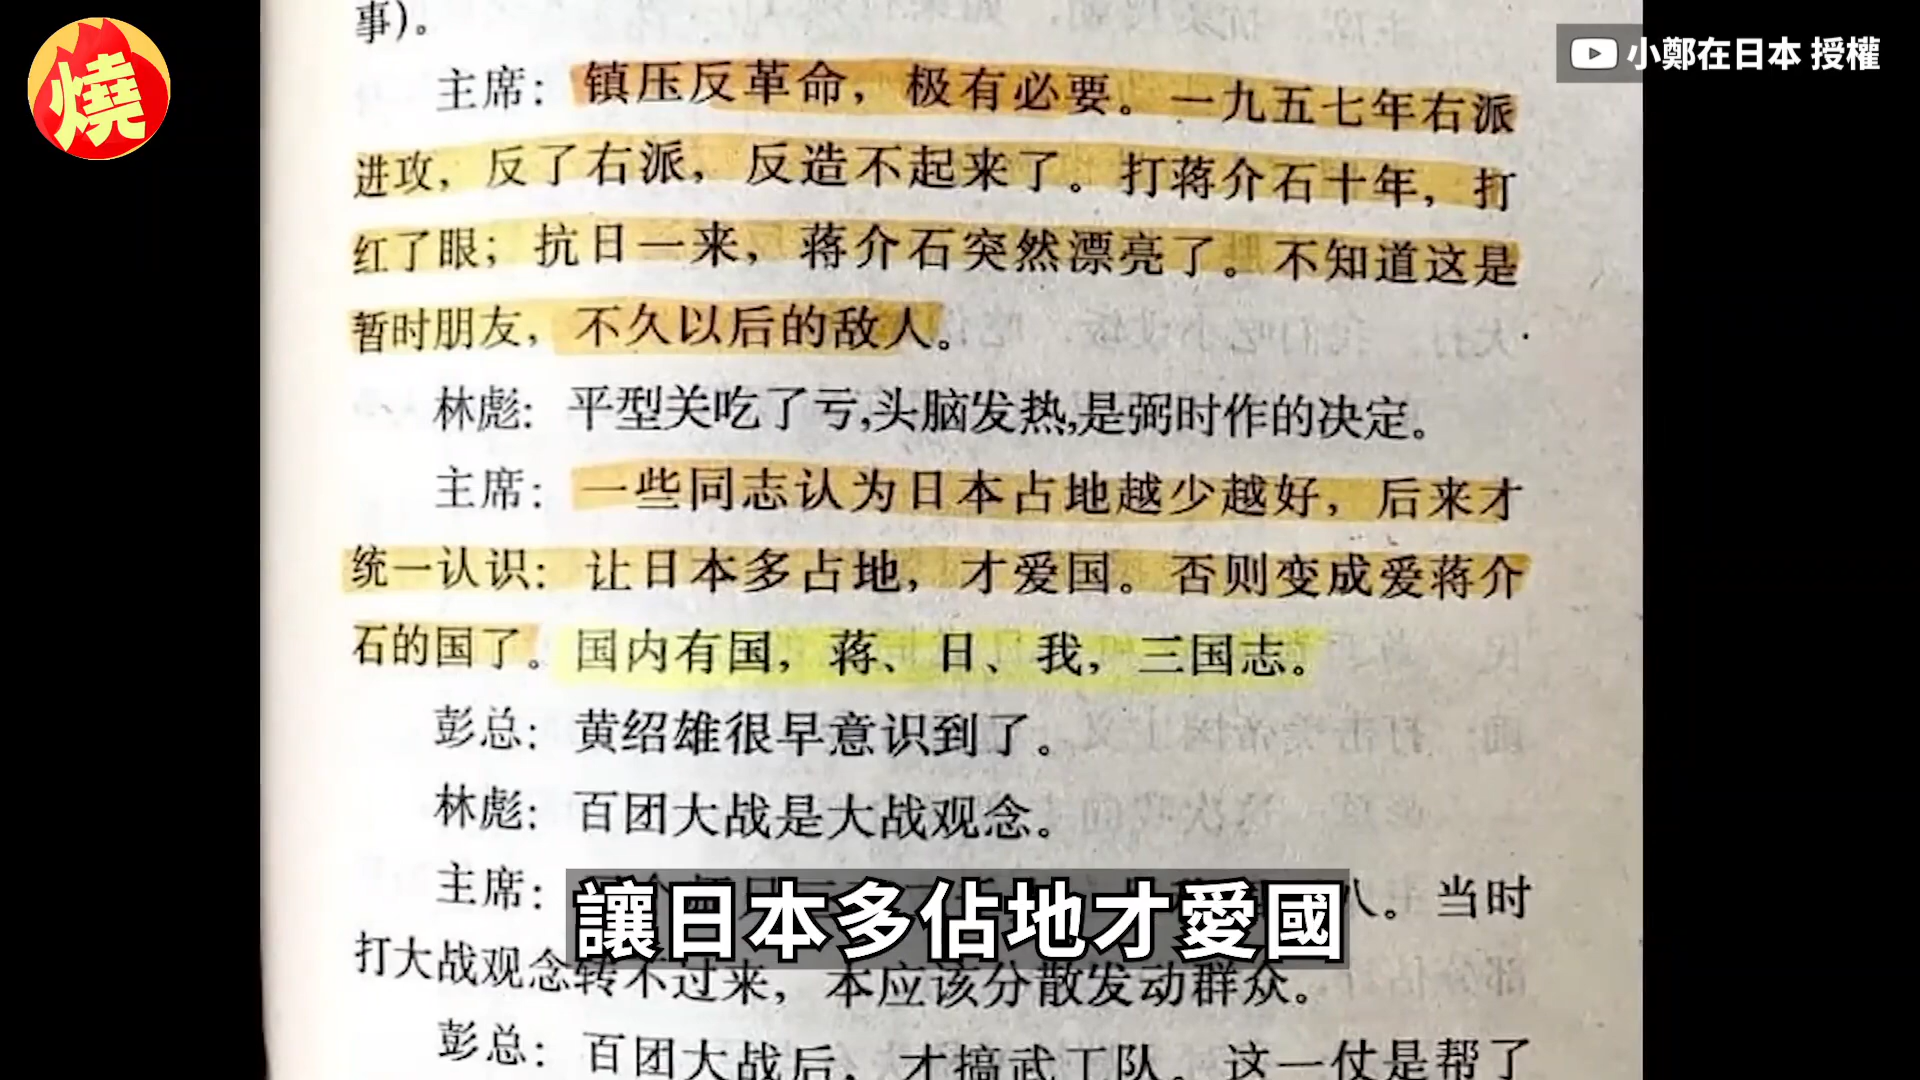 燒
小鄭在日本 授權
事)。
主席：镇压反革命，极有必要。一九五七年右派
进攻，反了右派，反造不起来了。打蒋介石十年，打
红了眼；抗日一来，蒋介石突然漂亮了。不知道这是
暂时朋友，不久以后的敌人。
林彪：平型关吃了亏,头脑发热,是弼时作的决定。
主席：一些同志认为日本占地越少越好，后来才
统一认识：让日本多占地，才爱国。否则变成爱蒋介
石的国了。国内有国，蒋、日、我，三国志。
彭总：黄绍雄很早意识到了。
林彪：百团大战是大战观念。
主席：
八。当时
讓日本多佔地才愛國
打大战观念转不过来，本应该分散发动群众。
彭总：百团大战后，才搞武工队。这一仗是帮了